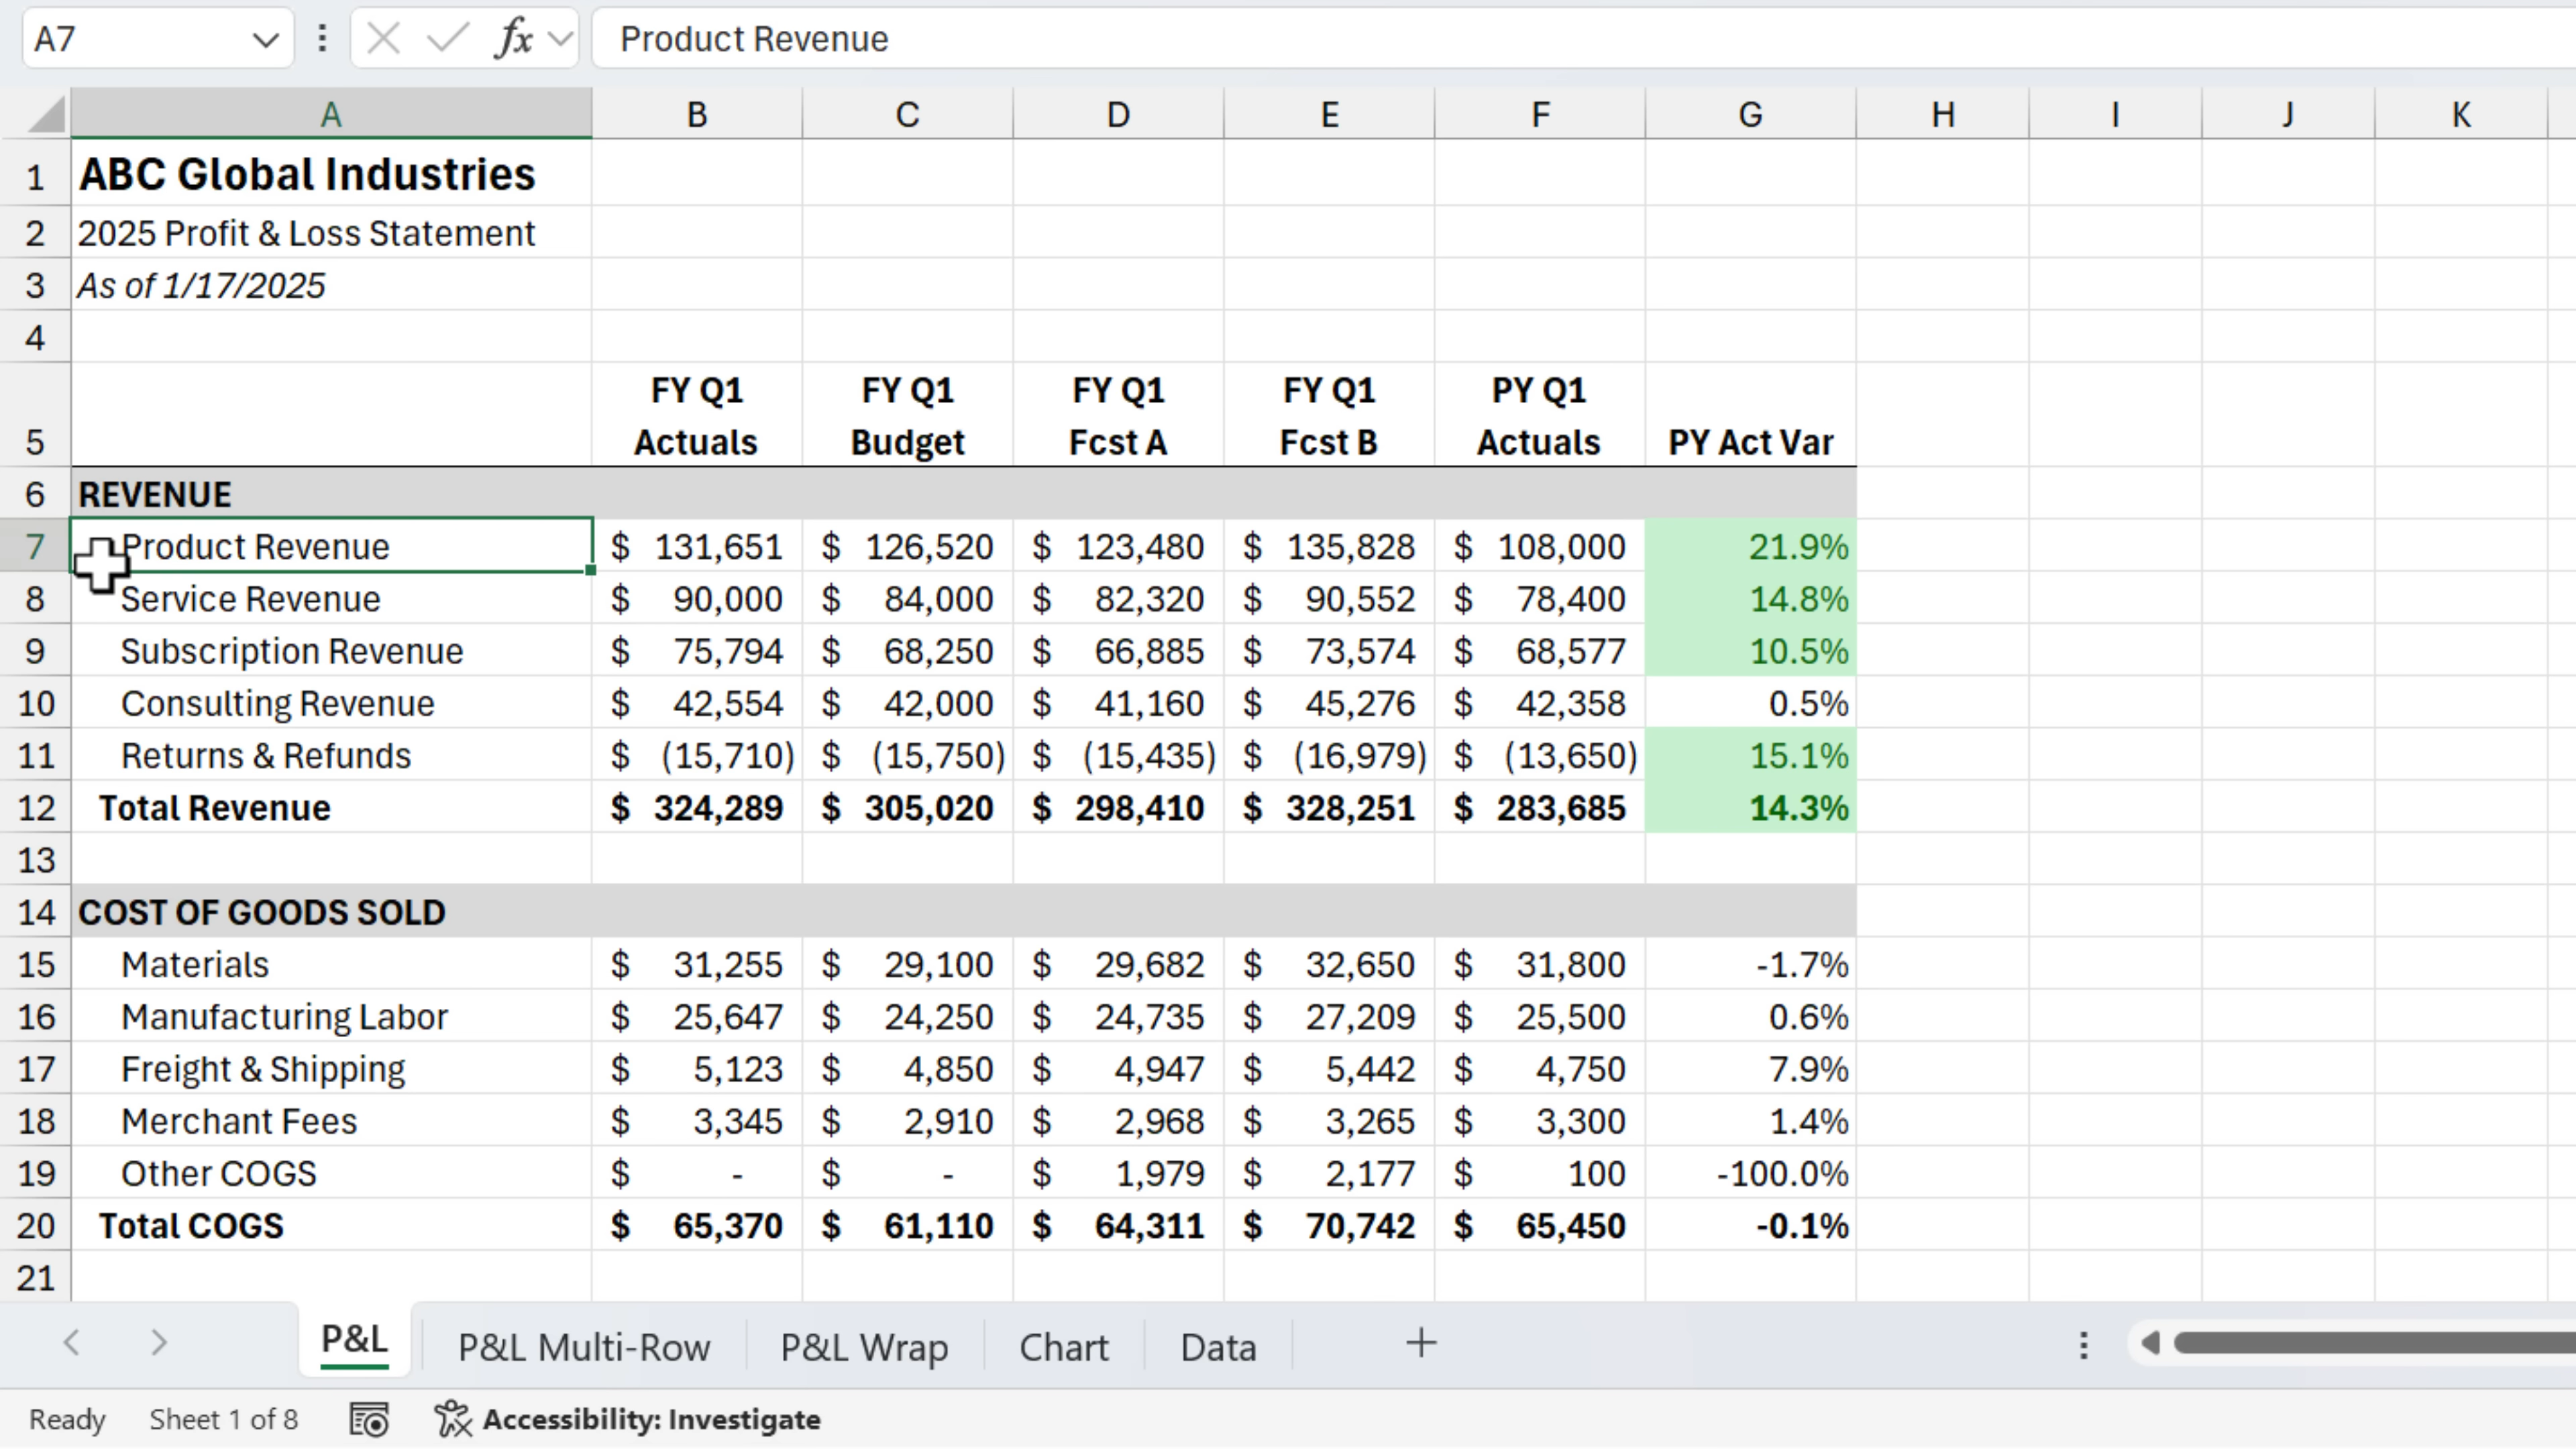 A7 fx Product Revenue
A B C D E F G H I J K
1 ABC Global Industries
2 2025 Profit & Loss Statement
3 As of 1/17/2025
4
FY Q1 FY Q1 FY Q1 FY Q1 PY Q1
5 Actuals Budget Fcst A Fcst B Actuals PY Act Var
6 REVENUE
7 Product Revenue $ 131,651 $ 126,520 $ 123,480 $ 135,828 $ 108,000 21.9%
8 Service Revenue $ 90,000 $ 84,000 $ 82,320 $ 90,552 $ 78,400 14.8%
9 Subscription Revenue $ 75,794 $ 68,250 $ 66,885 $ 73,574 $ 68,577 10.5%
10 Consulting Revenue $ 42,554 $ 42,000 $ 41,160 $ 45,276 $ 42,358 0.5%
11 Returns & Refunds $ (15,710) $ (15,750) $ (15,435) $ (16,979) $ (13,650) 15.1%
12 Total Revenue $ 324,289 $ 305,020 $ 298,410 $ 328,251 $ 283,685 14.3%
13
14 COST OF GOODS SOLD
15 Materials $ 31,255 $ 29,100 $ 29,682 $ 32,650 $ 31,800 -1.7%
16 Manufacturing Labor $ 25,647 $ 24,250 $ 24,735 $ 27,209 $ 25,500 0.6%
17 Freight & Shipping $ 5,123 $ 4,850 $ 4,947 $ 5,442 $ 4,750 7.9%
18 Merchant Fees $ 3,345 $ 2,910 $ 2,968 $ 3,265 $ 3,300 1.4%
19 Other COGS $ - $ - $ 1,979 $ 2,177 $ 100 -100.0%
20 Total COGS $ 65,370 $ 61,110 $ 64,311 $ 70,742 $ 65,450 -0.1%
21
P&L P&L Multi-Row P&L Wrap Chart Data +
Ready Sheet 1 of 8 Accessibility: Investigate